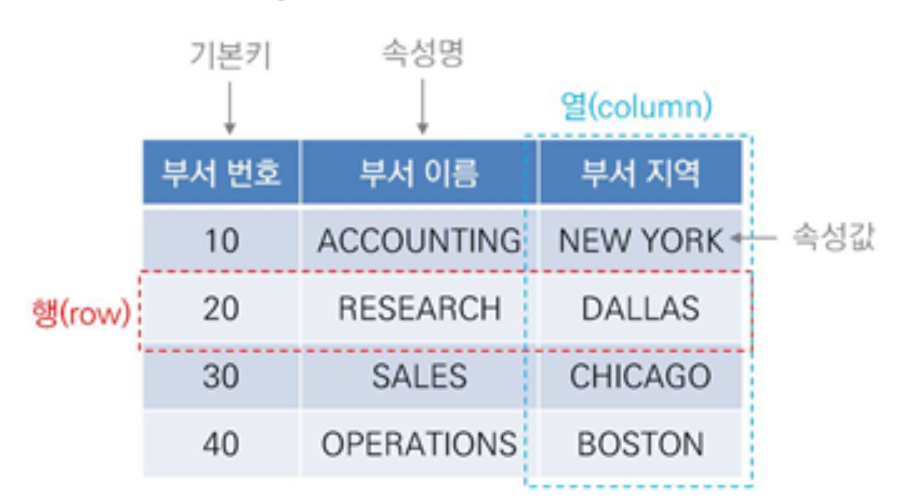 기본키 속성명
열(column)
부서 번호 부서 이름 부서 지역
10 ACCOUNTING NEW YORK 속성값
행(row) 20 RESEARCH DALLAS
30 SALES CHICAGO
40 OPERATIONS BOSTON